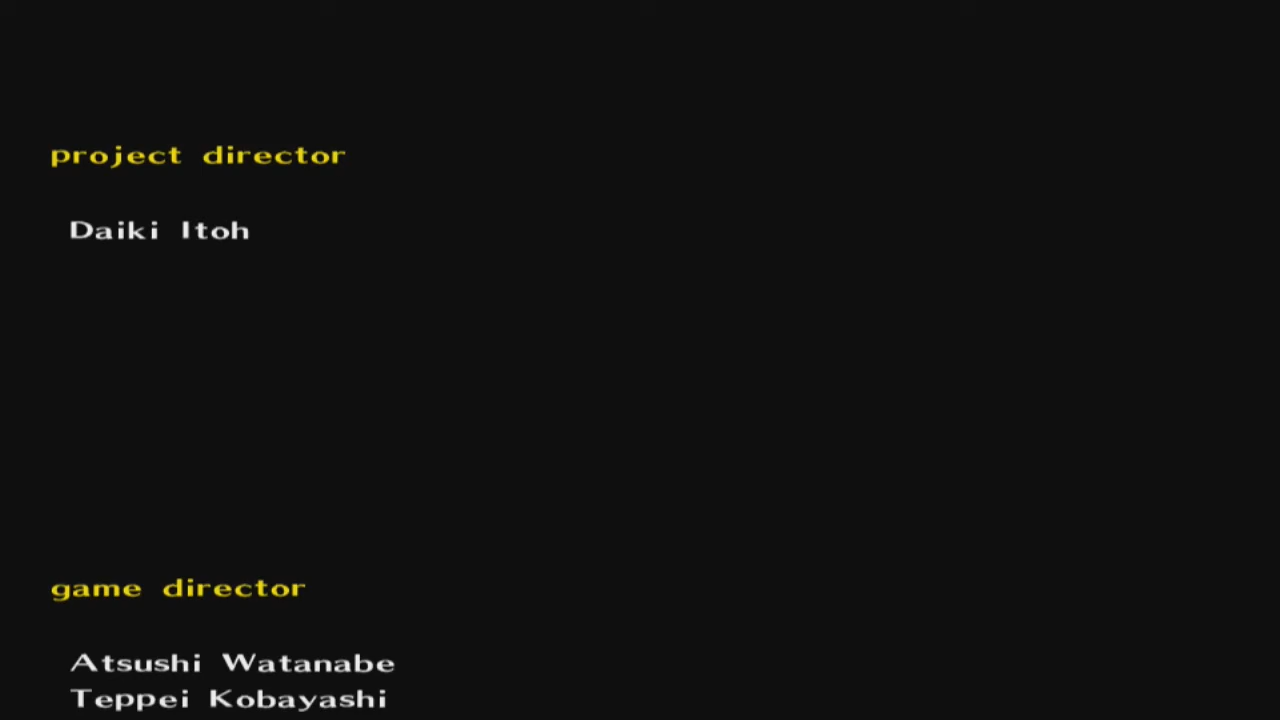 project director
Daiki Itoh
game director
Atsushi Watanabe
Teppei Kobayashi